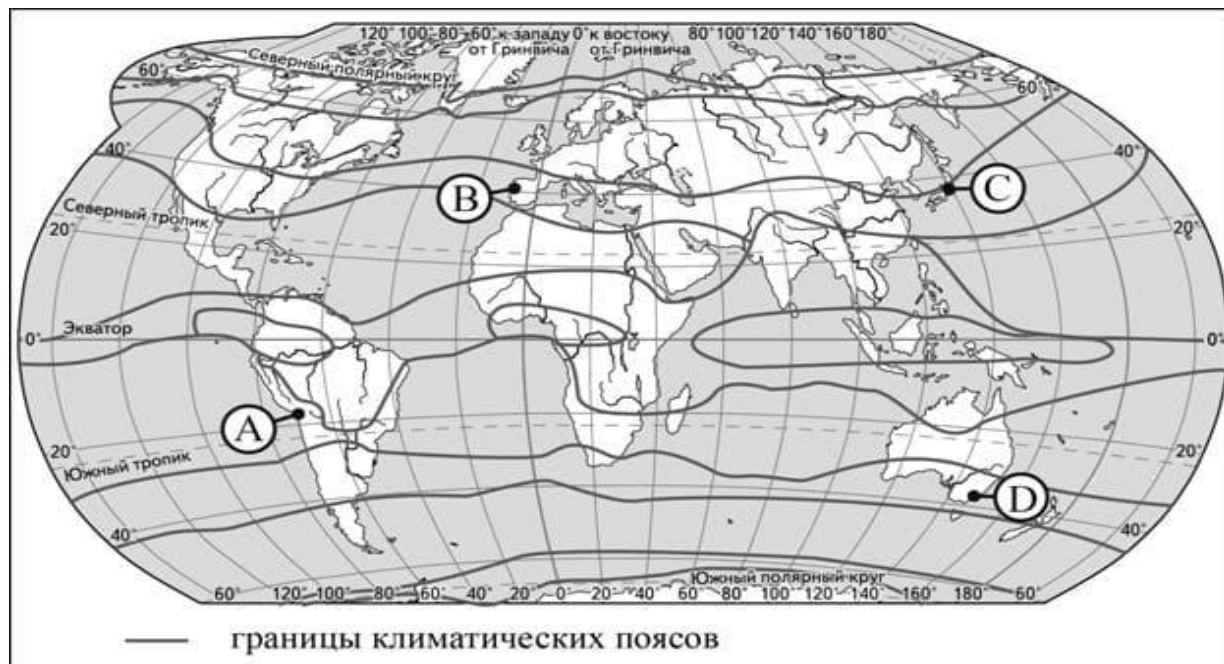 120° 100° 80° 60° к западу 0° к востоку 80° 100° 120° 140° 160° 180°
от Гринвича от Гринвича
Северный полярный круг
60° 60°
40° 40°
B C
Северный тропик
20° 20°
Экватор
0° 0°
A
20° 20°
Южный тропик
D
40° 40°
Южный полярный круг
60° 120° 100° 80° 60° 40° 20° 0° 20° 40° 60° 80° 100° 120° 140° 160° 180° 60°
границы климатических поясов